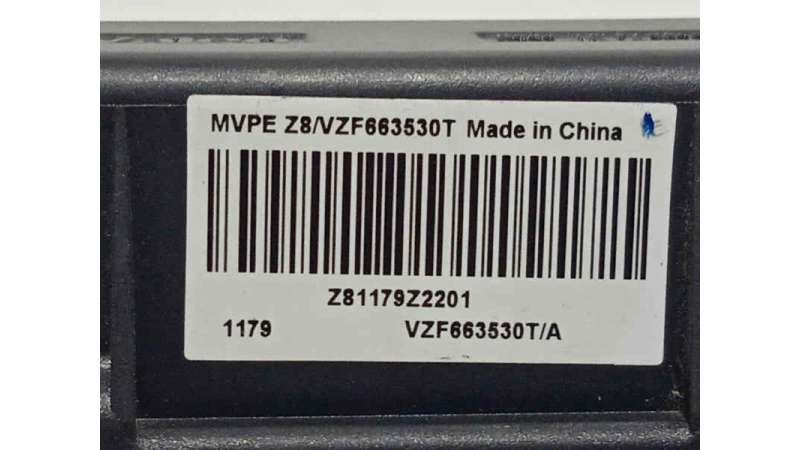 MVPE Z8/VZF663530T Made in China
Z81179Z2201
1179 VZF663530T/A